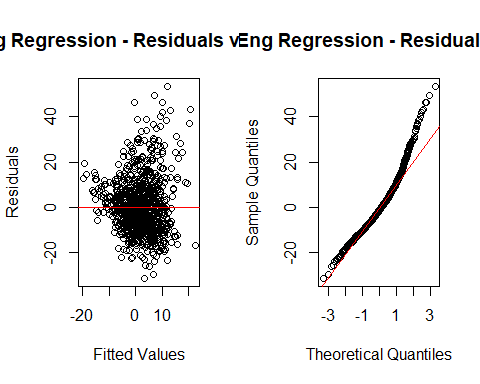 g Regression - Residuals v
Eng Regression - Residual
Residuals
-20 0 20 40
-20 0 10
Fitted Values
Sample Quantiles
-20 0 20 40
-3 -1 1 3
Theoretical Quantiles